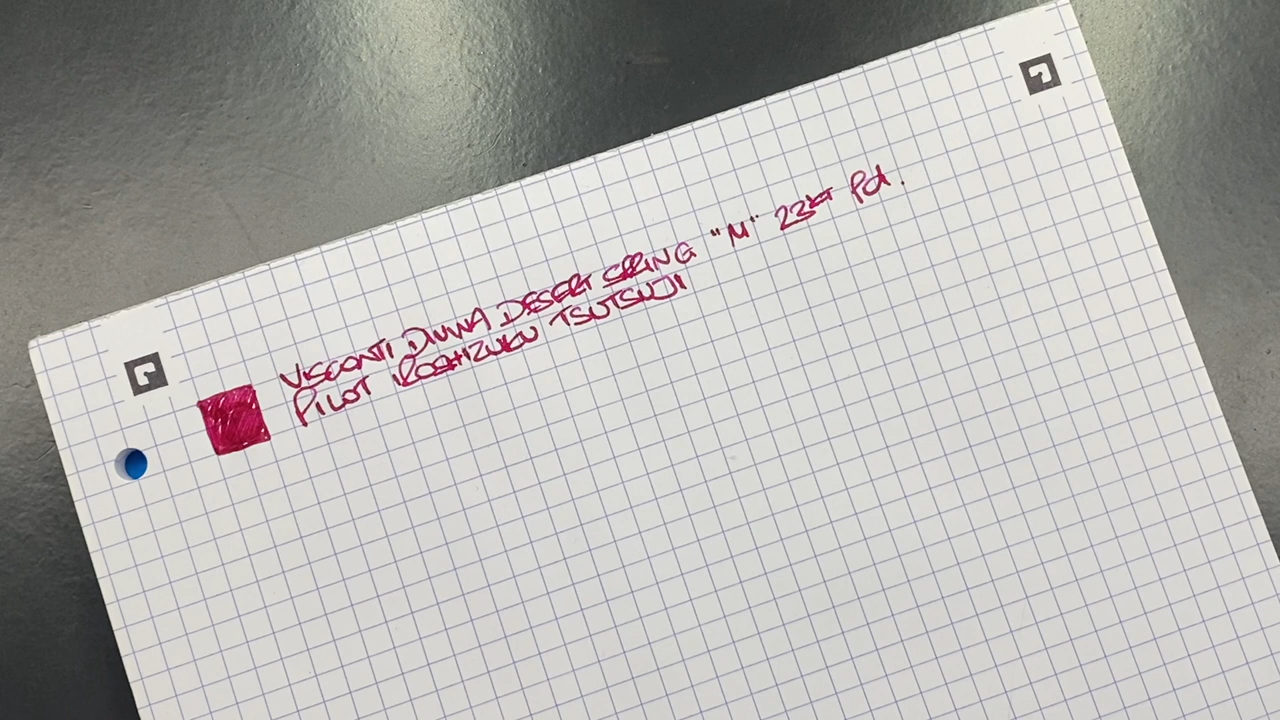 VISCONTI DIVINA DESERT SPRING "M" 23KT Pd.
PILOT IROSHIZUKU TSUTSUJI